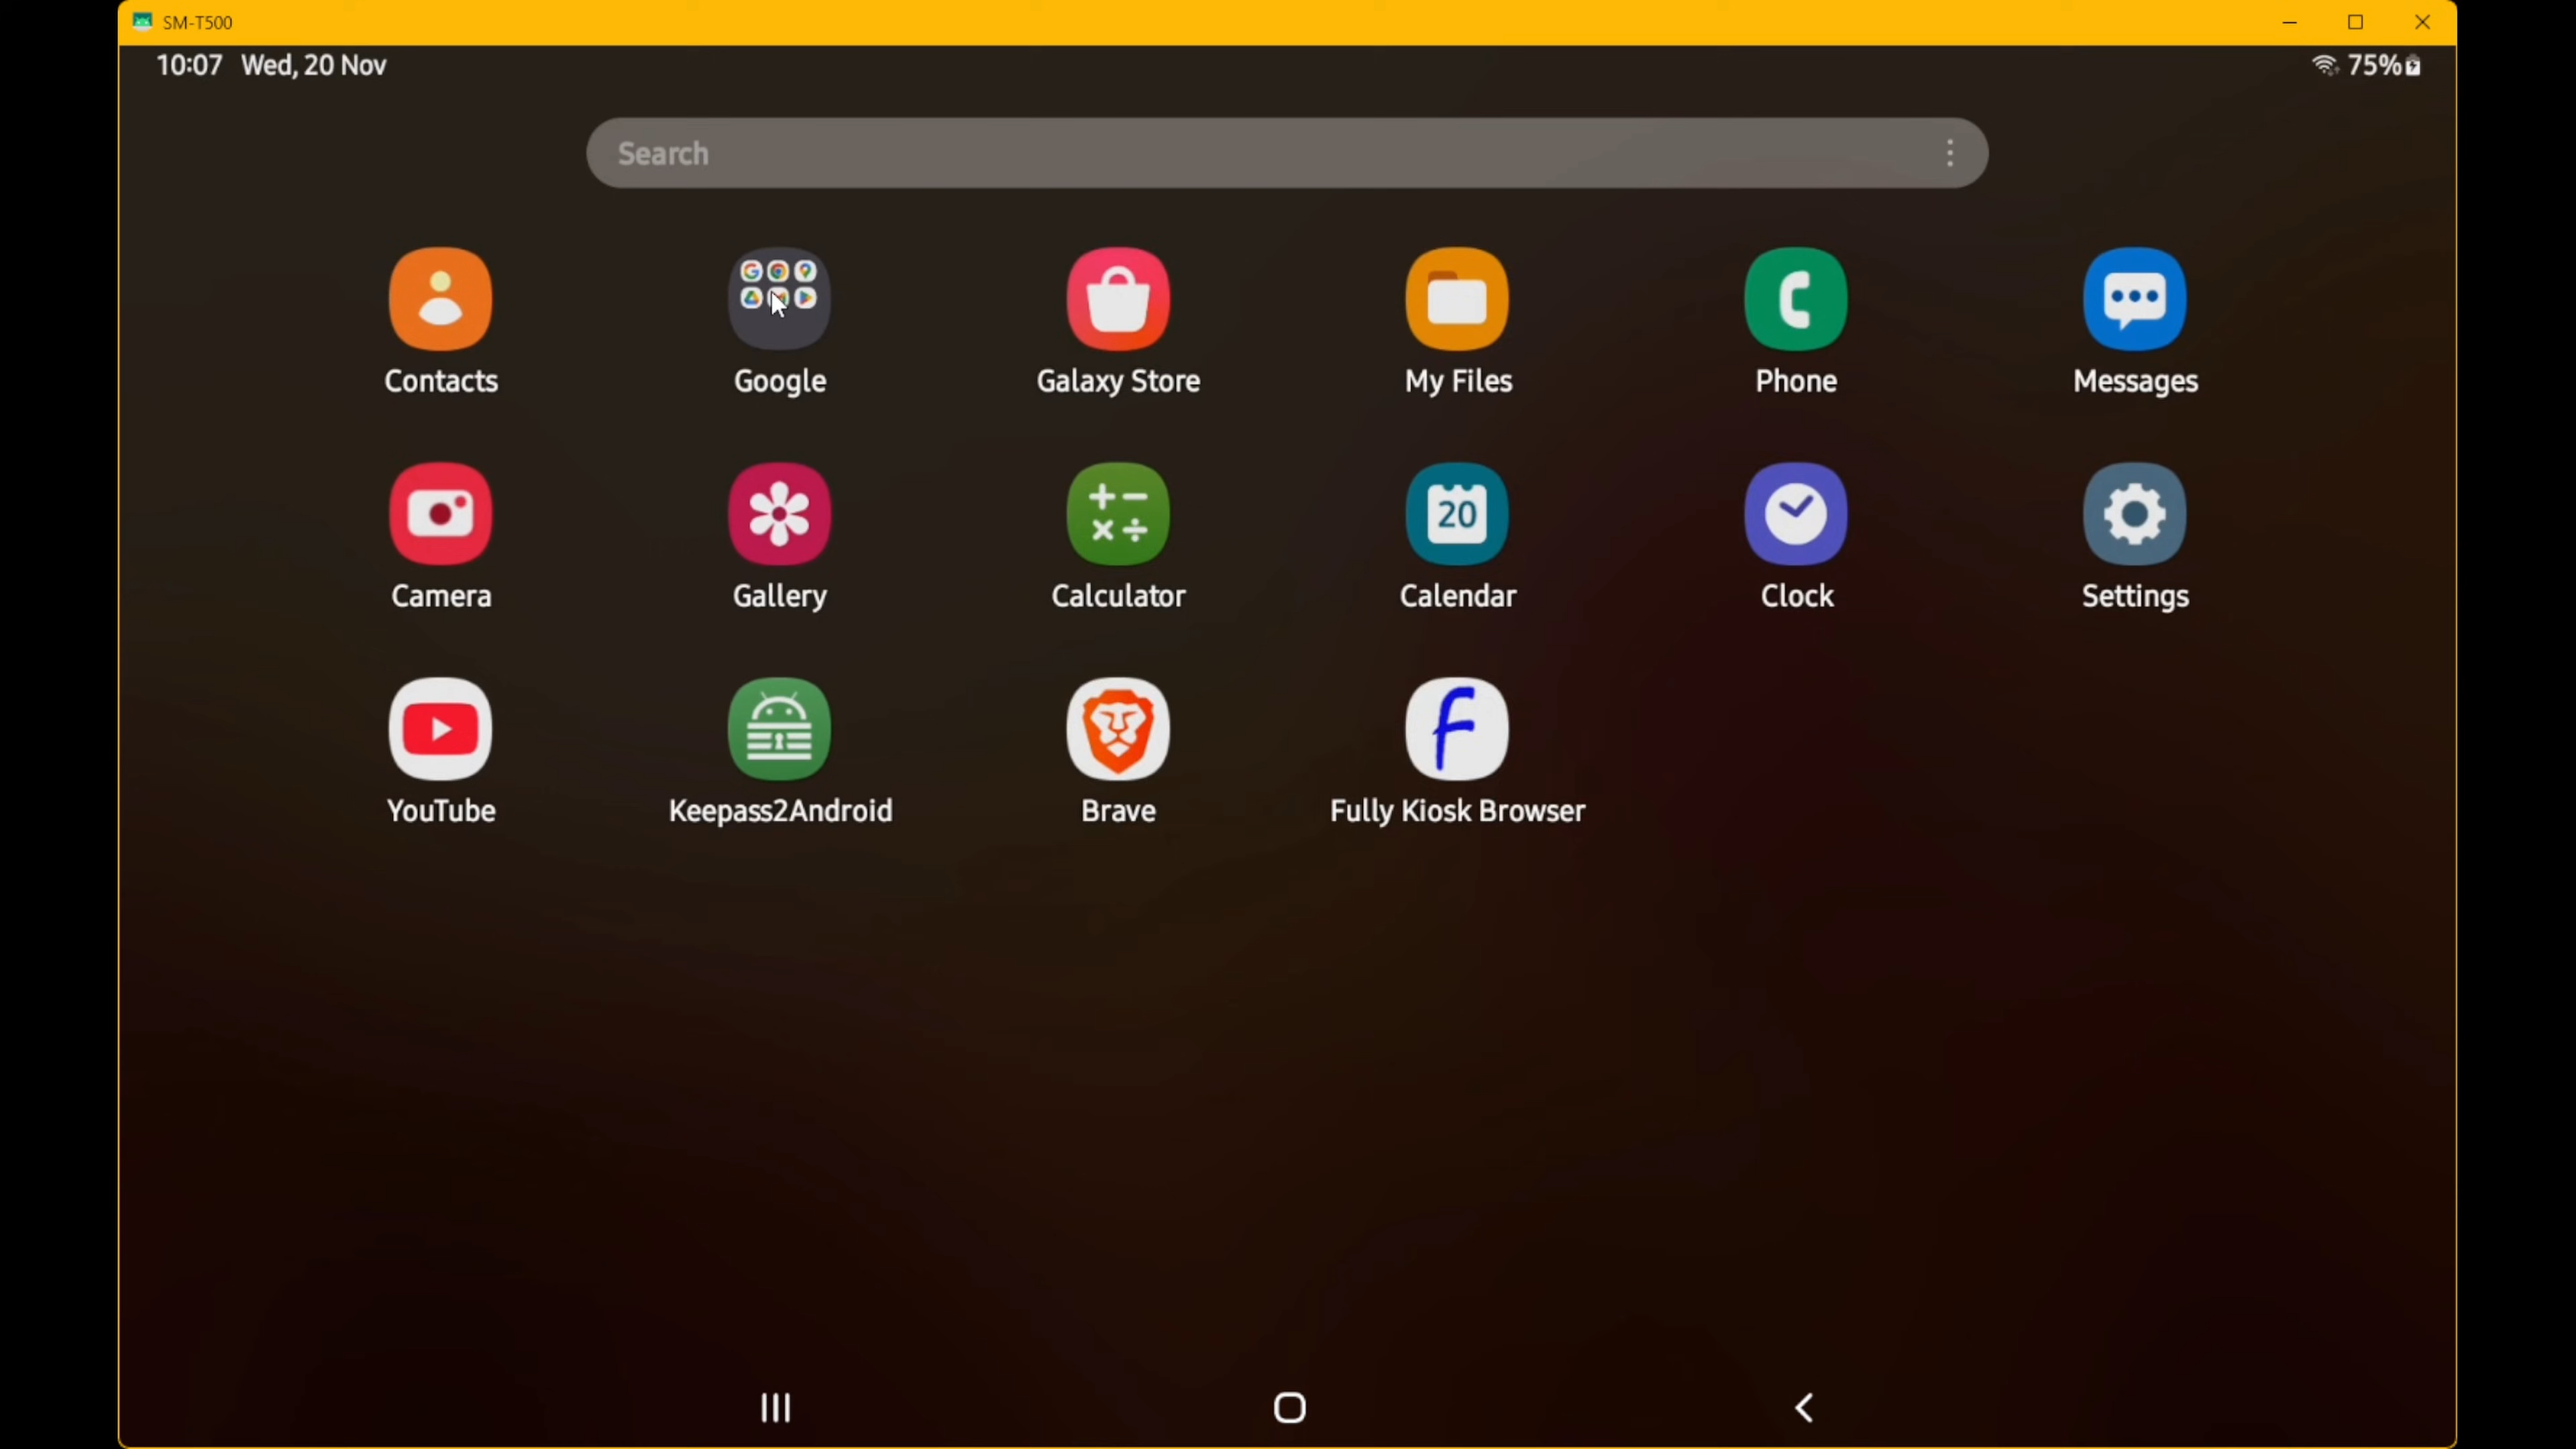 SM-T500
10:07 Wed, 20 Nov
75%
Search
Contacts
Google
Galaxy Store
My Files
Phone
Messages
20
Camera
Gallery
Calculator
Calendar
Clock
Settings
YouTube
Keepass2Android
Brave
Fully Kiosk Browser